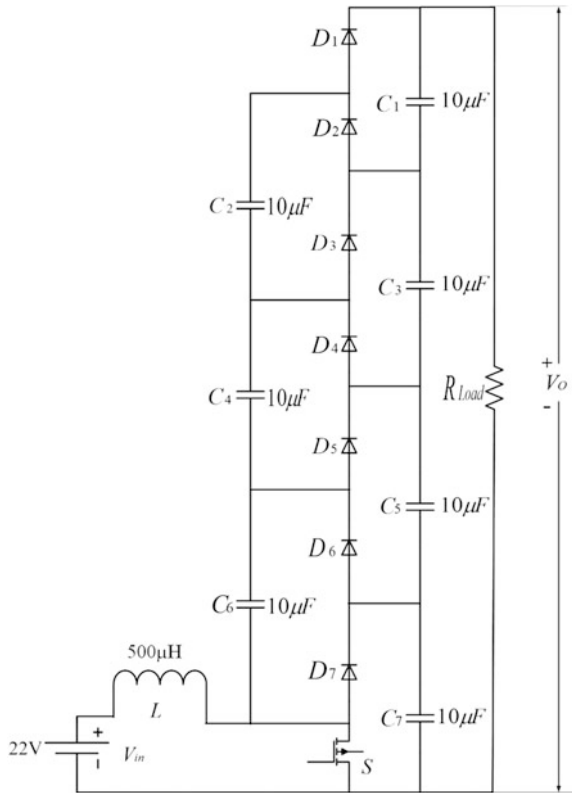 D1
C1 10μF
D2
C2 10μF
D3
C3 10μF
D4
RLoad
+
VO
-
C4 10μF
D5
C5 10μF
D6
C6 10μF
500μH
D7
L
C7 10μF
22V
+
Vin
-
S